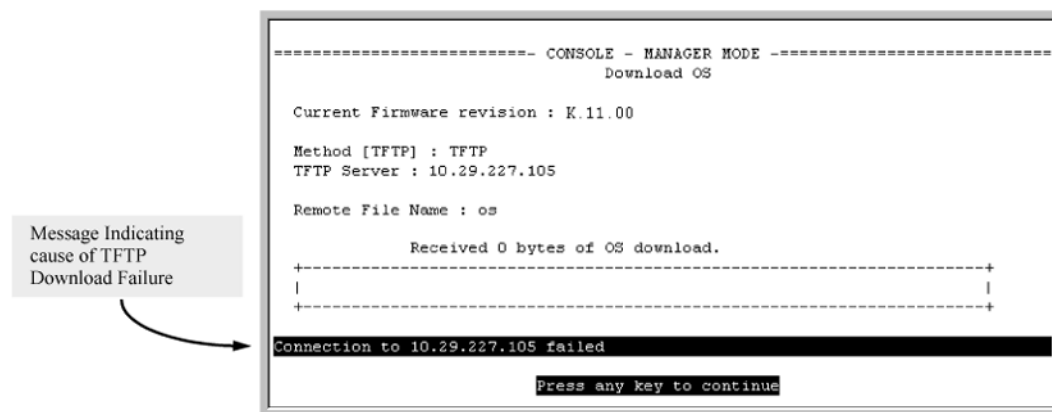 ===========================- CONSOLE - MANAGER MODE -============================
Download OS
Current Firmware revision : K.11.00
Method [TFTP] : TFTP
TFTP Server : 10.29.227.105
Remote File Name : os
Received 0 bytes of OS download.
+-----------------------------------------------------------------------+
| |
+-----------------------------------------------------------------------+
Message Indicating
cause of TFTP
Download Failure
Connection to 10.29.227.105 failed
Press any key to continue